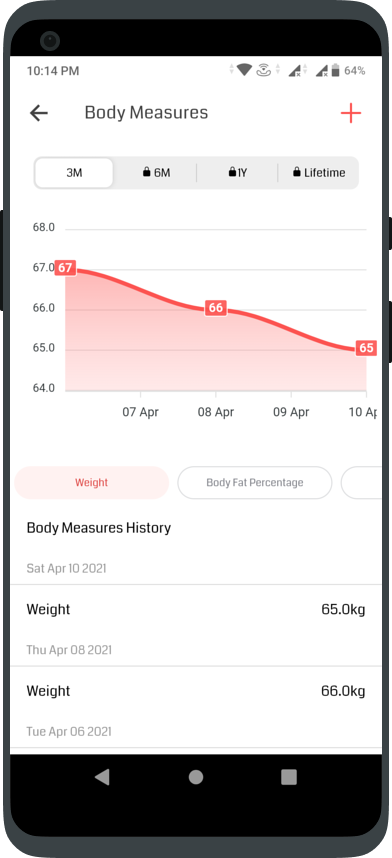 10:14 PM 64%
Body Measures
3M 6M 1Y Lifetime
68.0
67.0 67
66.0 66
65.0 65
64.0
07 Apr 08 Apr 09 Apr 10 Ap
Weight Body Fat Percentage
Body Measures History
Sat Apr 10 2021
Weight 65.0kg
Thu Apr 08 2021
Weight 66.0kg
Tue Apr 06 2021